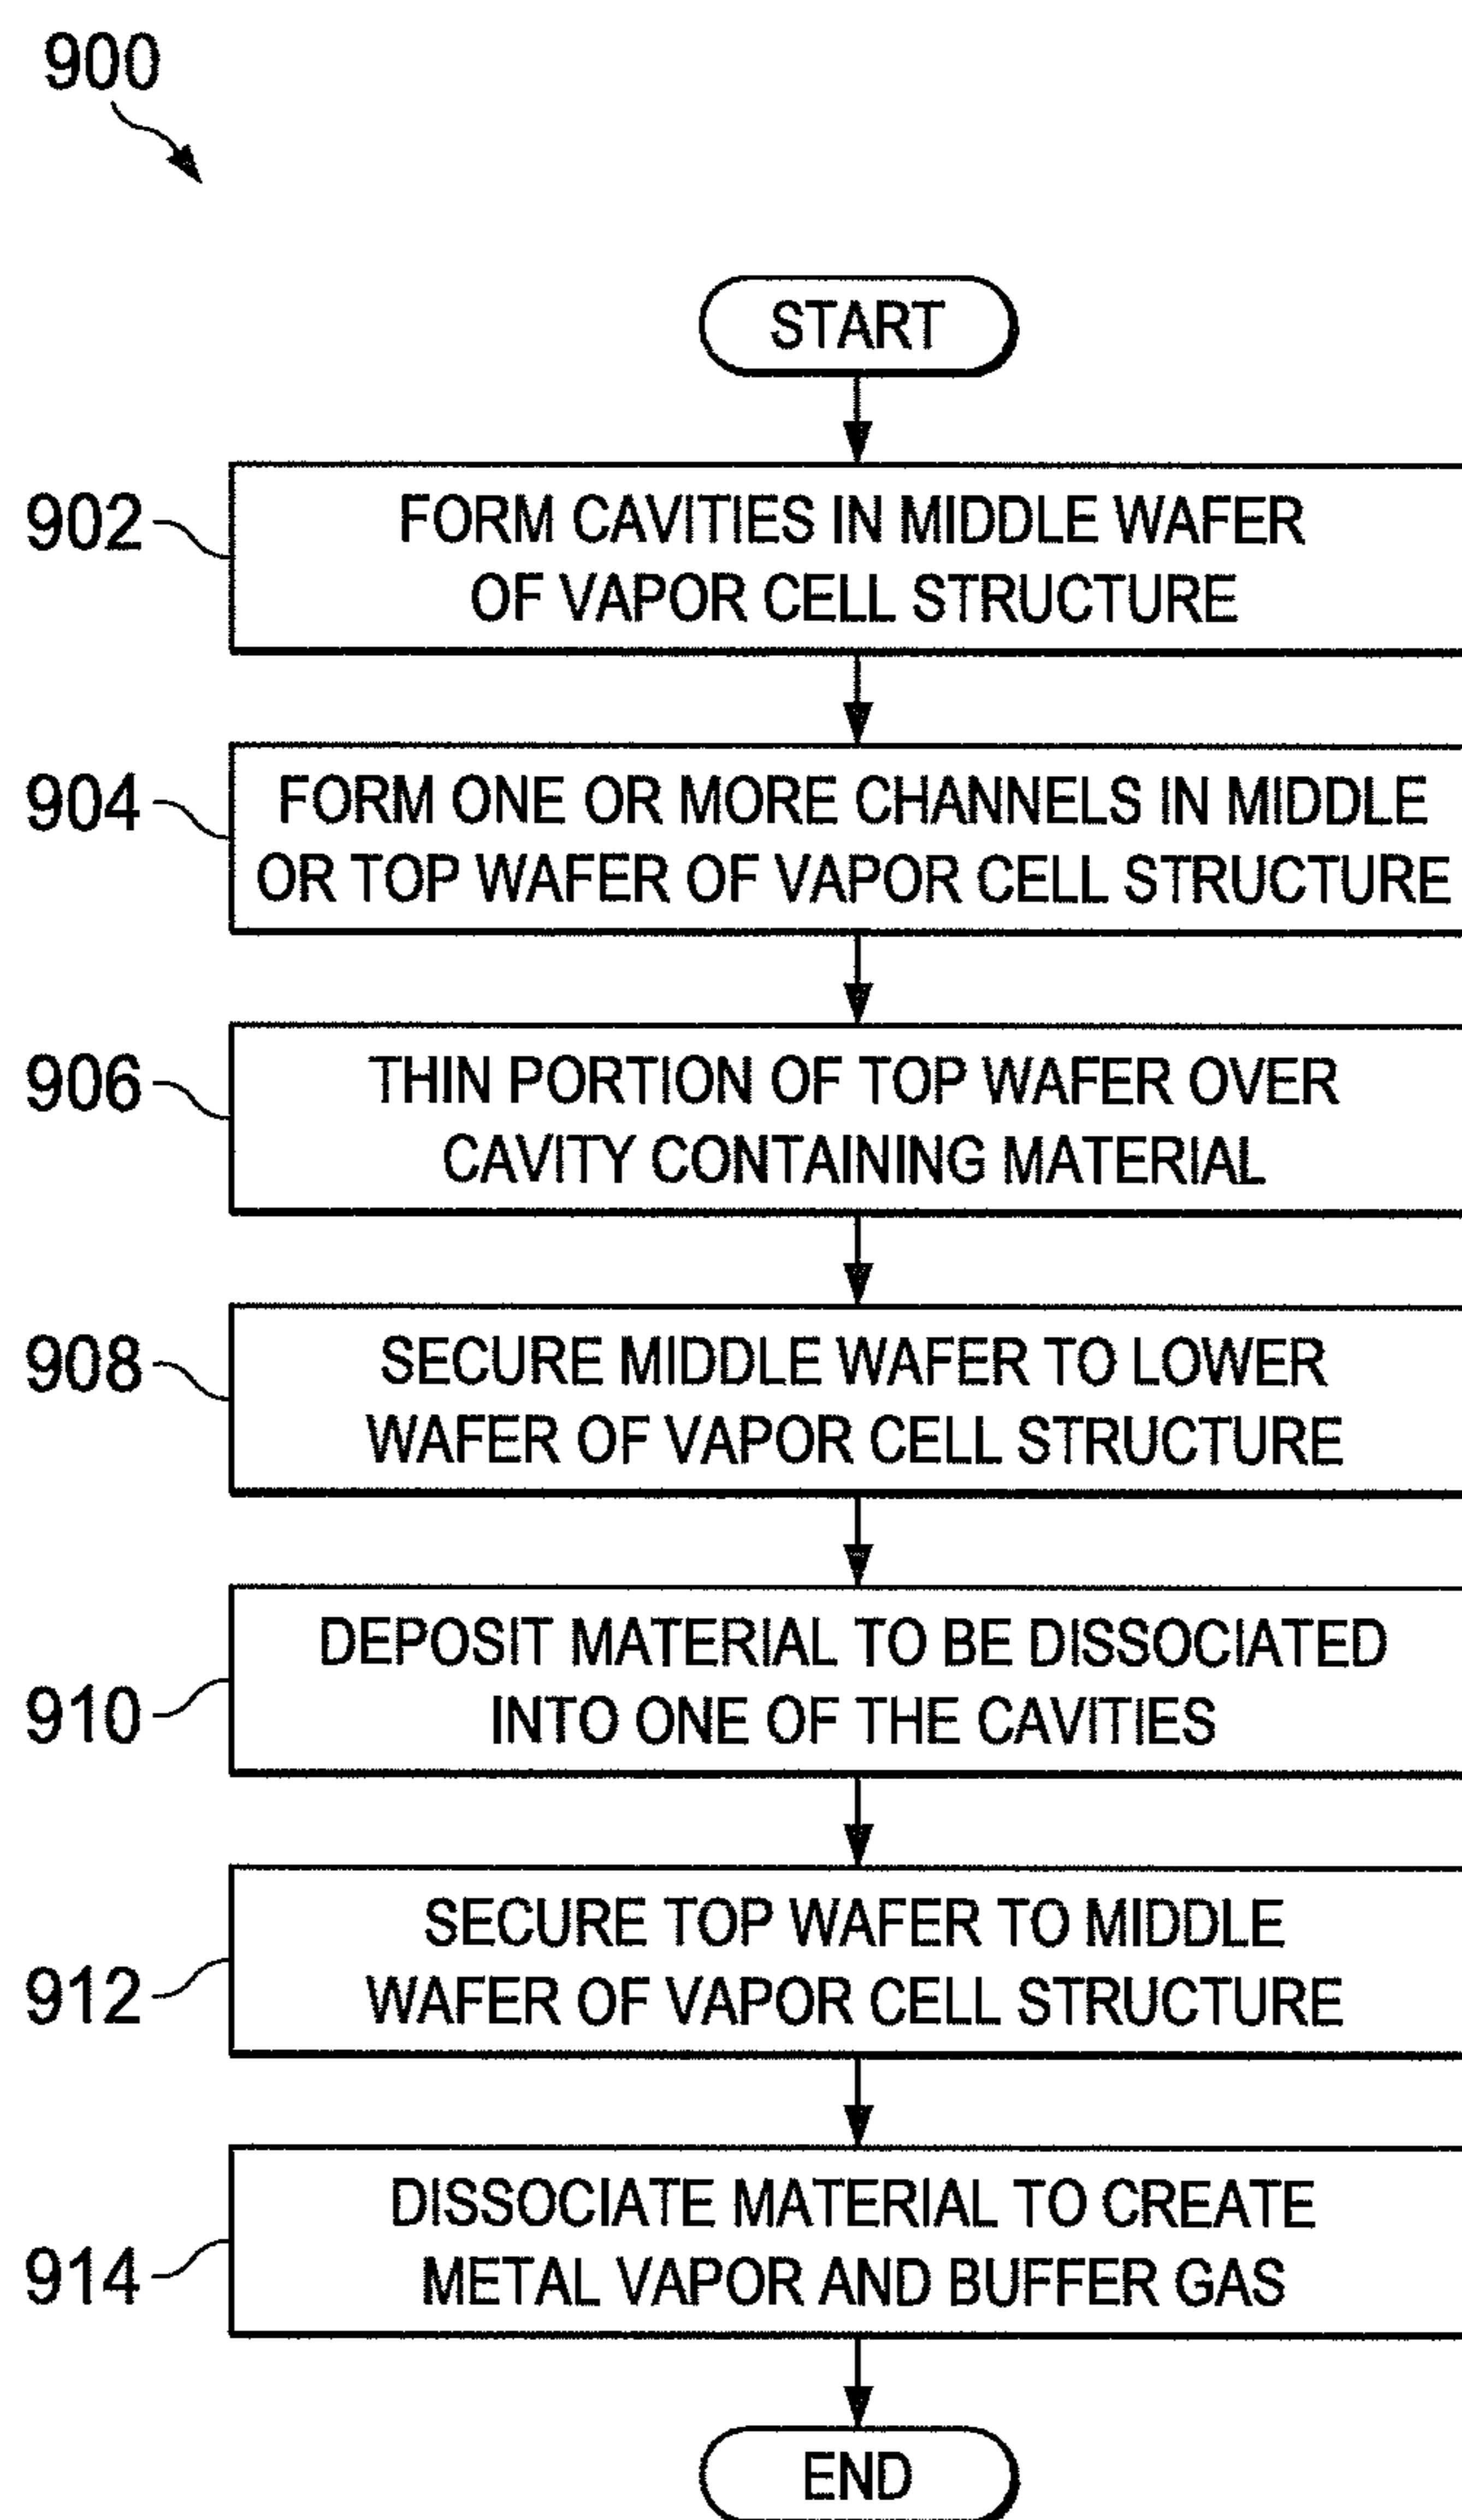 900
START
902
FORM CAVITIES IN MIDDLE WAFER
OF VAPOR CELL STRUCTURE
904
FORM ONE OR MORE CHANNELS IN MIDDLE
OR TOP WAFER OF VAPOR CELL STRUCTURE
906
THIN PORTION OF TOP WAFER OVER
CAVITY CONTAINING MATERIAL
908
SECURE MIDDLE WAFER TO LOWER
WAFER OF VAPOR CELL STRUCTURE
910
DEPOSIT MATERIAL TO BE DISSOCIATED
INTO ONE OF THE CAVITIES
912
SECURE TOP WAFER TO MIDDLE
WAFER OF VAPOR CELL STRUCTURE
914
DISSOCIATE MATERIAL TO CREATE
METAL VAPOR AND BUFFER GAS
END